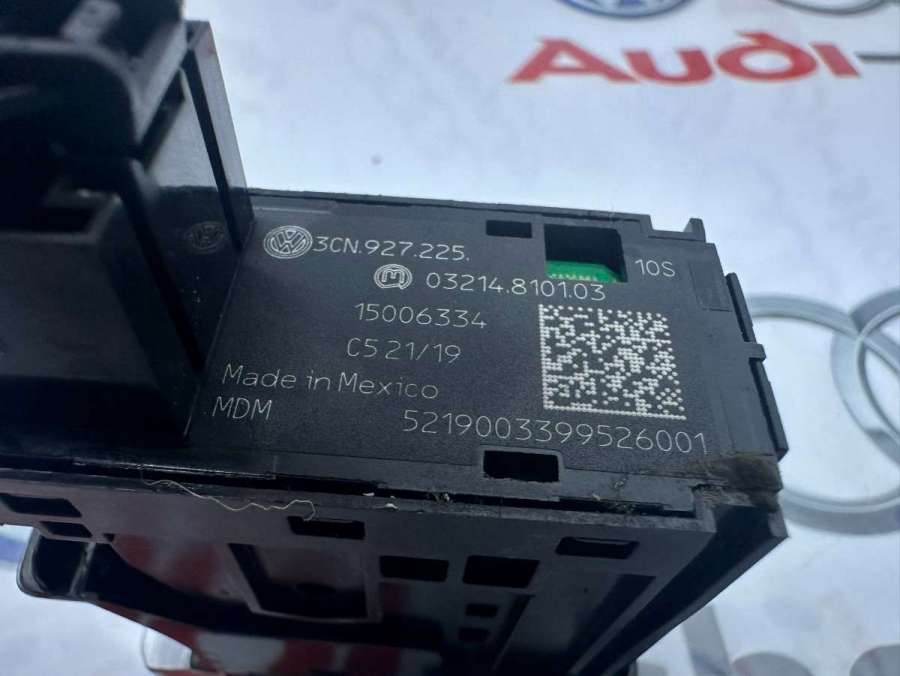 Audi
3CN.927.225.
03214.8101.03
10S
15006334
C5 21/19
Made in Mexico
MDM
5219003399526001